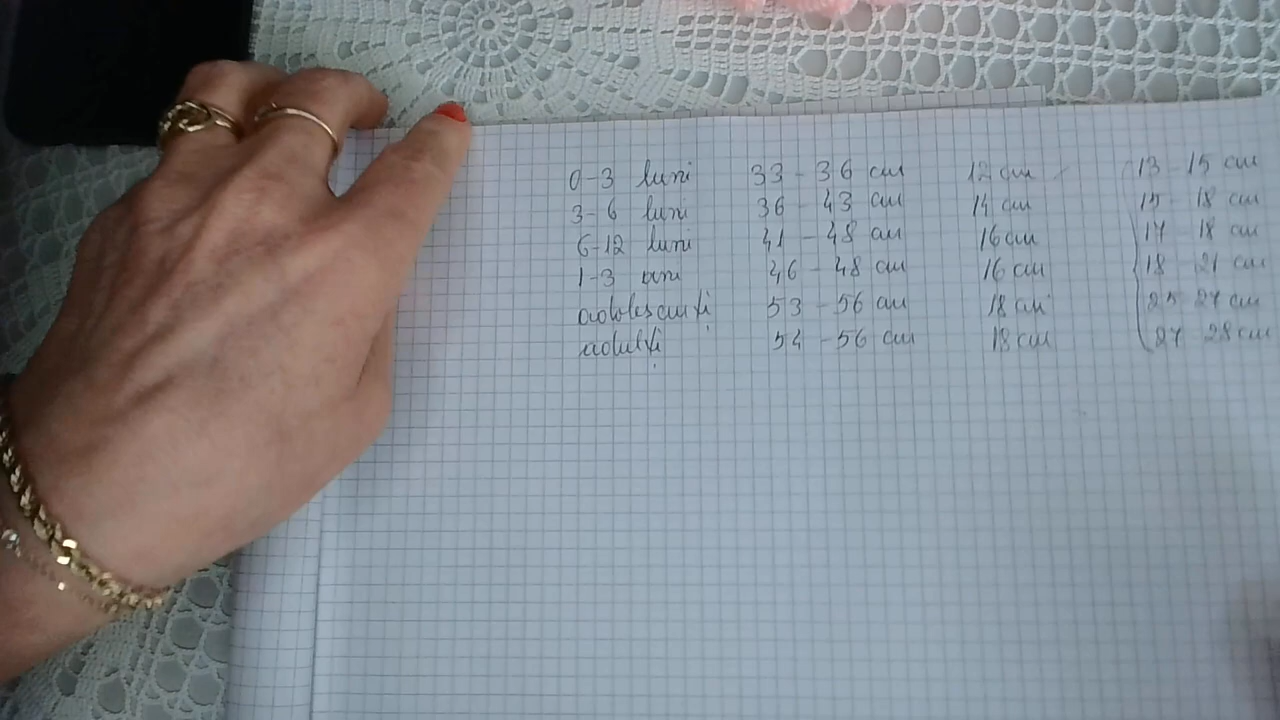 0-3 luni 33 - 36 cm 12 cm 13 - 15 cm
3-6 luni 36 - 43 cm 14 cm 15 18 cm
6-12 luni 41 - 48 cm 16 cm 17 18 cm
1-3 ani 46 - 48 cm 16 cm 18 21 cm
adolescenți 53 - 56 cm 18 cm 25 27 cm
adulți 54 - 56 cm 18 cm 27 28 cm